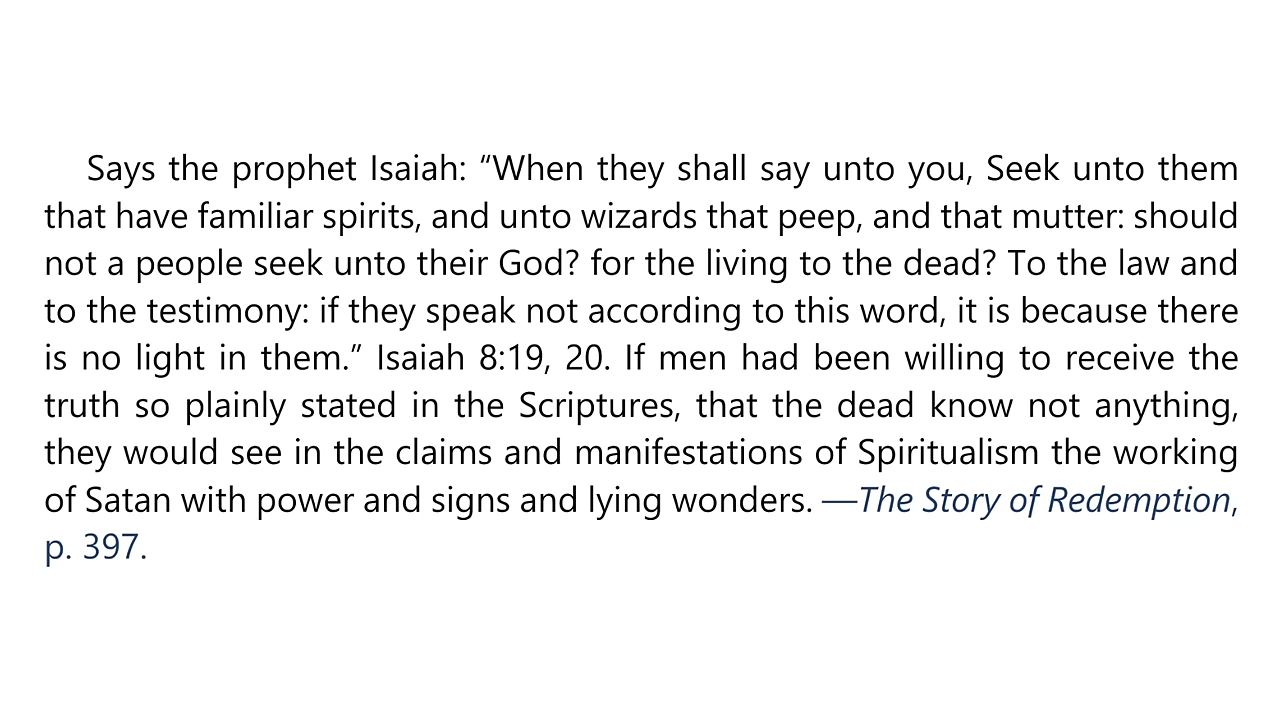 Says the prophet Isaiah: “When they shall say unto you, Seek unto them
that have familiar spirits, and unto wizards that peep, and that mutter: should
not a people seek unto their God? for the living to the dead? To the law and
to the testimony: if they speak not according to this word, it is because there
is no light in them.” Isaiah 8:19, 20. If men had been willing to receive the
truth so plainly stated in the Scriptures, that the dead know not anything,
they would see in the claims and manifestations of Spiritualism the working
of Satan with power and signs and lying wonders. —The Story of Redemption,
p. 397.